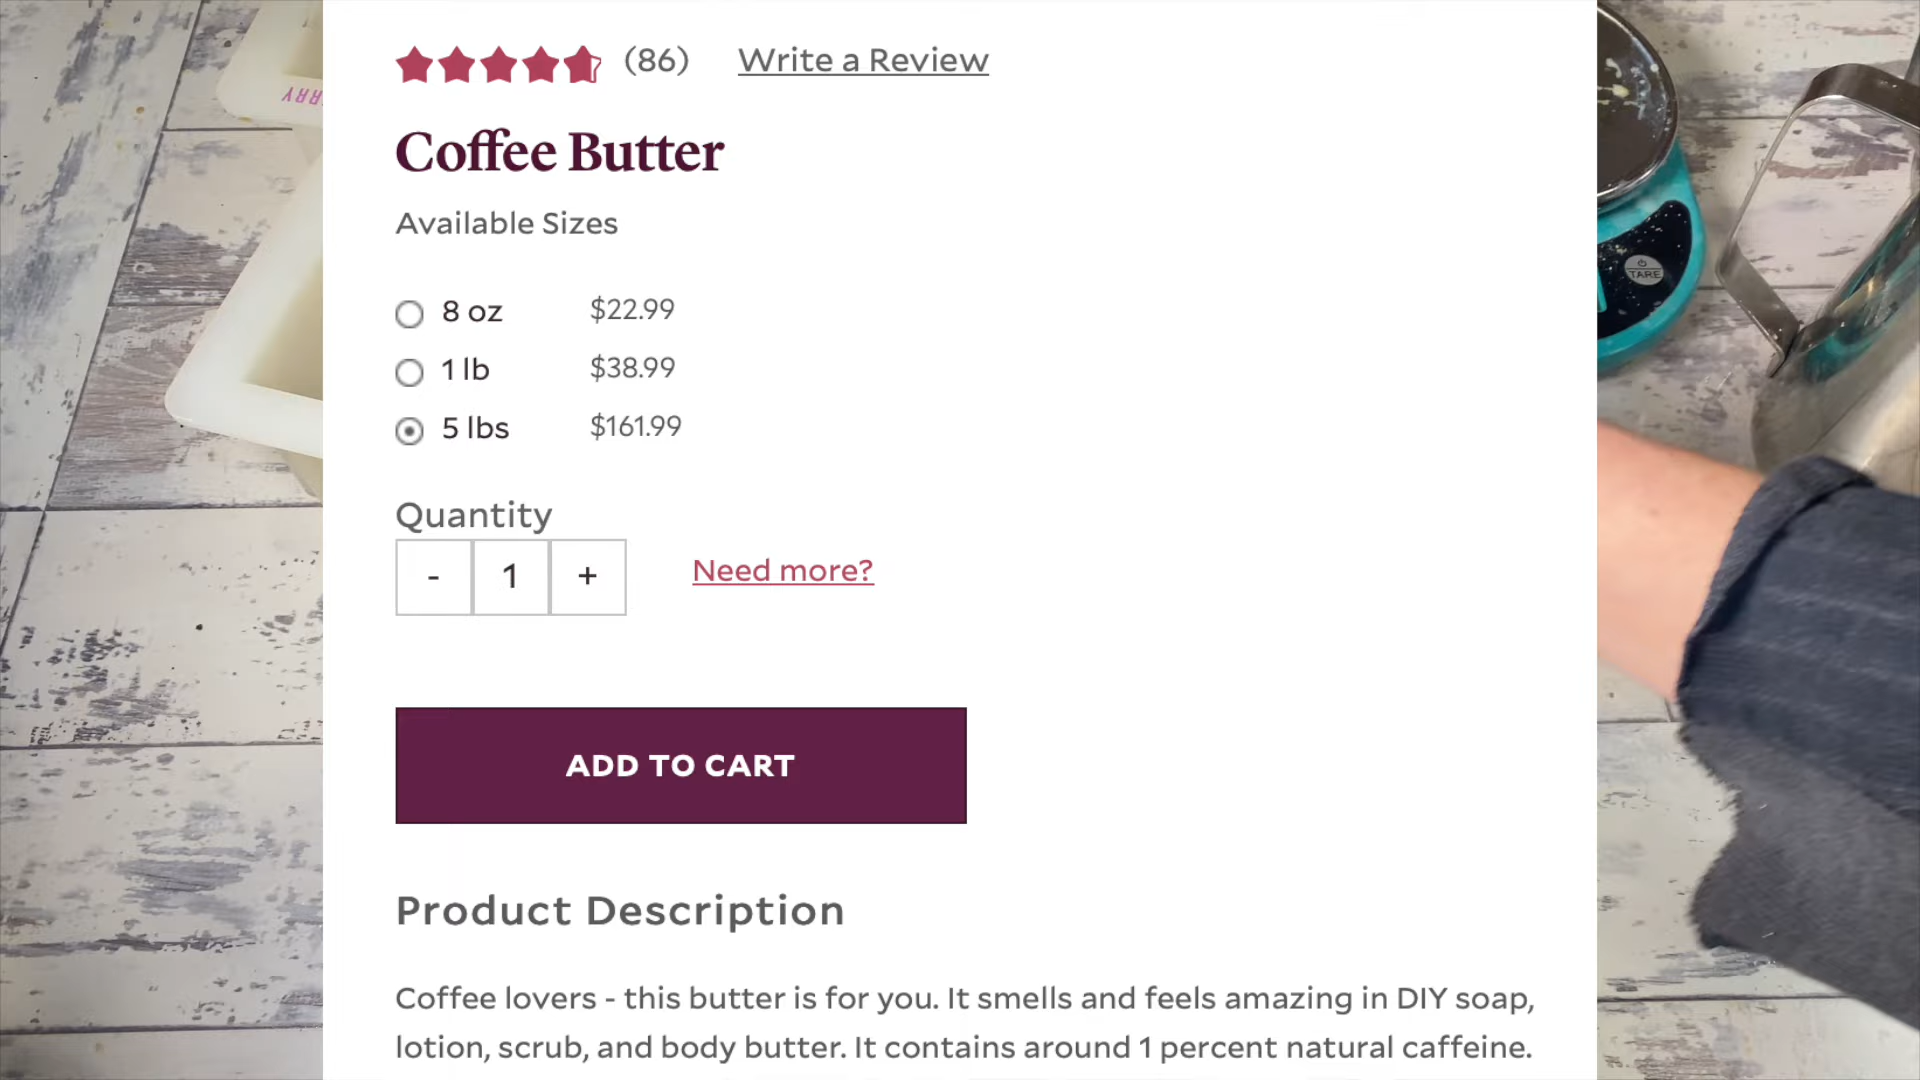 (86) Write a Review
Coffee Butter
Available Sizes
8 oz $22.99
1 lb $38.99
5 lbs $161.99
Quantity
- 1 + Need more?
ADD TO CART
Product Description
Coffee lovers - this butter is for you. It smells and feels amazing in DIY soap,
lotion, scrub, and body butter. It contains around 1 percent natural caffeine.
TARE